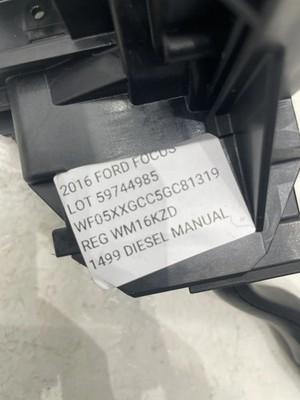 2016 FORD FOCUS
LOT 59744985
WF05XXGCC5GC81319
REG WM16KZD
1499 DIESEL MANUAL